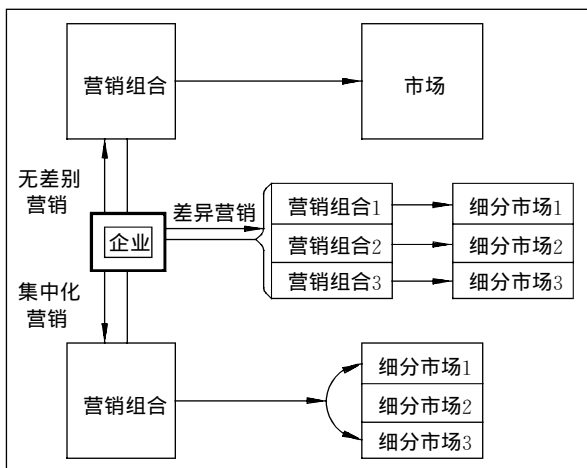 营销组合
市场
无差别
营销
差异营销
企业
营销组合1
细分市场1
营销组合2
细分市场2
营销组合3
细分市场3
集中化
营销
营销组合
细分市场1
细分市场2
细分市场3